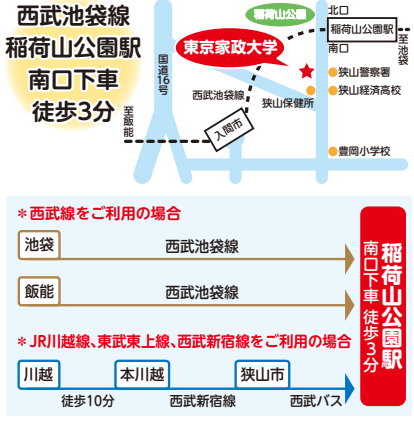 西武池袋線
稲荷山公園駅
南口下車
徒歩3分
北口
稲荷山公園
稲荷山公園駅
至池袋
南口
東京家政大学
国道16号
西武池袋線
狭山警察署
狭山経済高校
狭山保健所
至飯能
入間市
豊岡小学校
＊西武線をご利用の場合
池袋
西武池袋線
飯能
西武池袋線
稲荷山公園駅
南口下車 徒歩3分
＊JR川越線、東武東上線、西武新宿線をご利用の場合
川越
本川越
狭山市
徒歩10分
西武新宿線
西武バス